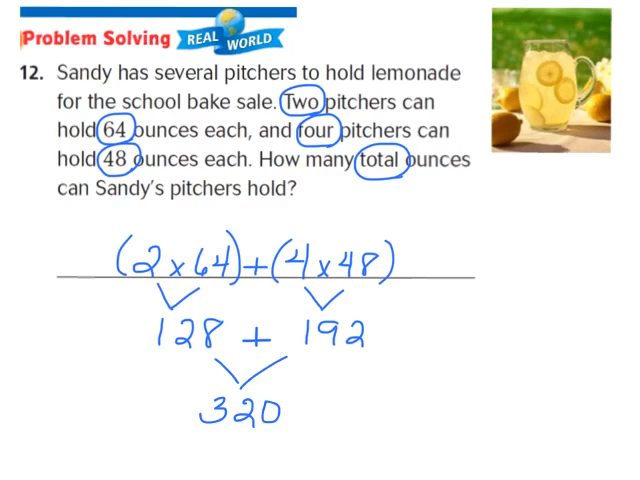 Problem Solving REAL WORLD
12. Sandy has several pitchers to hold lemonade
for the school bake sale. Two pitchers can
hold 64 ounces each, and four pitchers can
hold 48 ounces each. How many total ounces
can Sandy's pitchers hold?
(2 x 64) + (4 x 48)
128 + 192
320